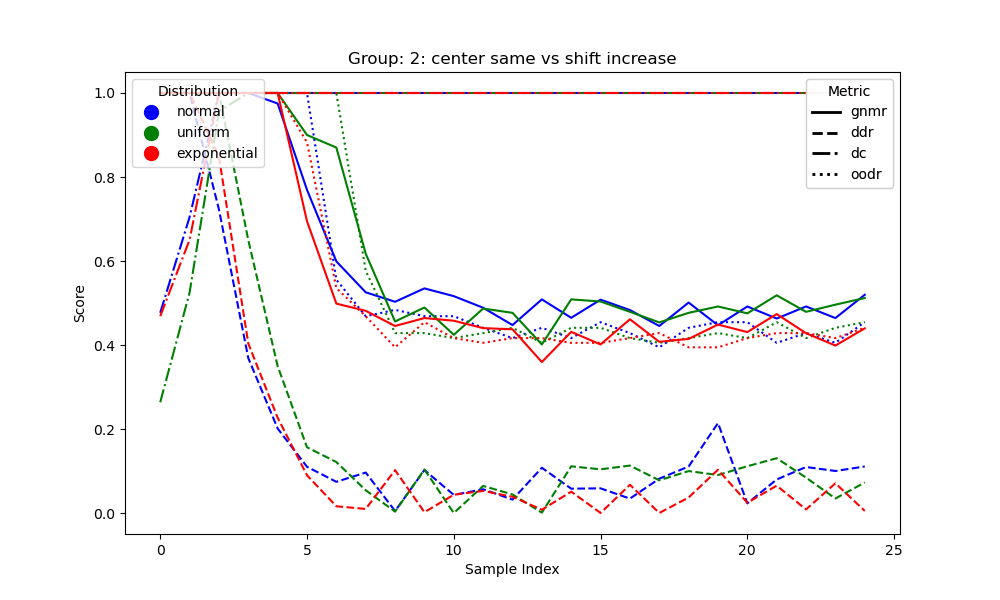 Group: 2: center same vs shift increase
Distribution
normal
uniform
exponential
Metric
gnmr
ddr
dc
oodr
Score
1.0
0.8
0.6
0.4
0.2
0.0
0
5
10
15
20
25
Sample Index